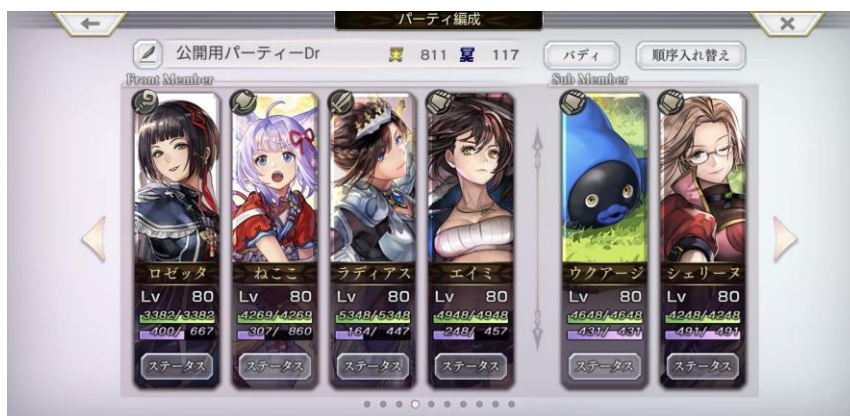 パーティ編成
公開用パーティーDr
811 117
バディ
順序入れ替え
Front Member
Sub Member
ロゼッタ ねここ ラディアス エイミ ウクアージ シェリーヌ
Lv 80 Lv 80 Lv 80 Lv 80 Lv 80 Lv 80
3382/3382 4269/4269 5348/5348 4948/4948 4648/4648 4248/4248
400/ 667 307/ 860 164/ 447 248/ 457 431/ 431 491/ 491
ステータス ステータス ステータス ステータス ステータス ステータス